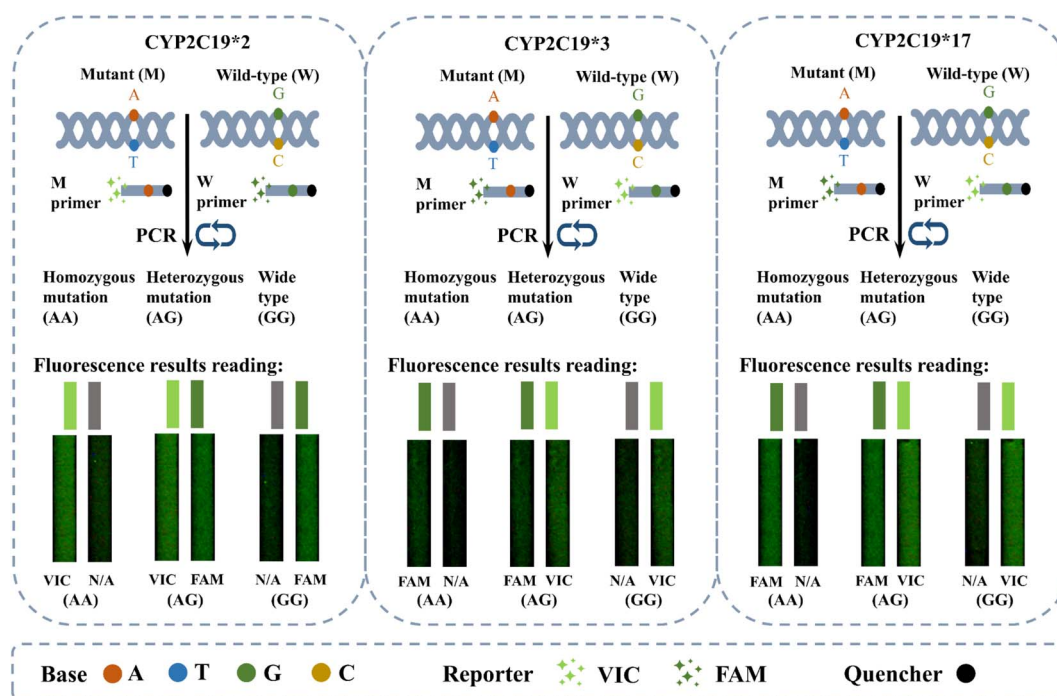 CYP2C19*2
Mutant (M)
Wild-type (W)
A
G
T
C
M
primer
W
primer
PCR
Homozygous
mutation
(AA)
Heterozygous
mutation
(AG)
Wide
type
(GG)
Fluorescence results reading:
VIC N/A
(AA)
VIC FAM
(AG)
N/A FAM
(GG)
CYP2C19*3
Mutant (M)
Wild-type (W)
A
G
T
C
M
primer
W
primer
PCR
Homozygous
mutation
(AA)
Heterozygous
mutation
(AG)
Wide
type
(GG)
Fluorescence results reading:
FAM N/A
(AA)
FAM VIC
(AG)
N/A VIC
(GG)
CYP2C19*17
Mutant (M)
Wild-type (W)
A
G
T
C
M
primer
W
primer
PCR
Homozygous
mutation
(AA)
Heterozygous
mutation
(AG)
Wide
type
(GG)
Fluorescence results reading:
FAM N/A
(AA)
FAM VIC
(AG)
N/A VIC
(GG)
Base A T G C Reporter VIC FAM Quencher